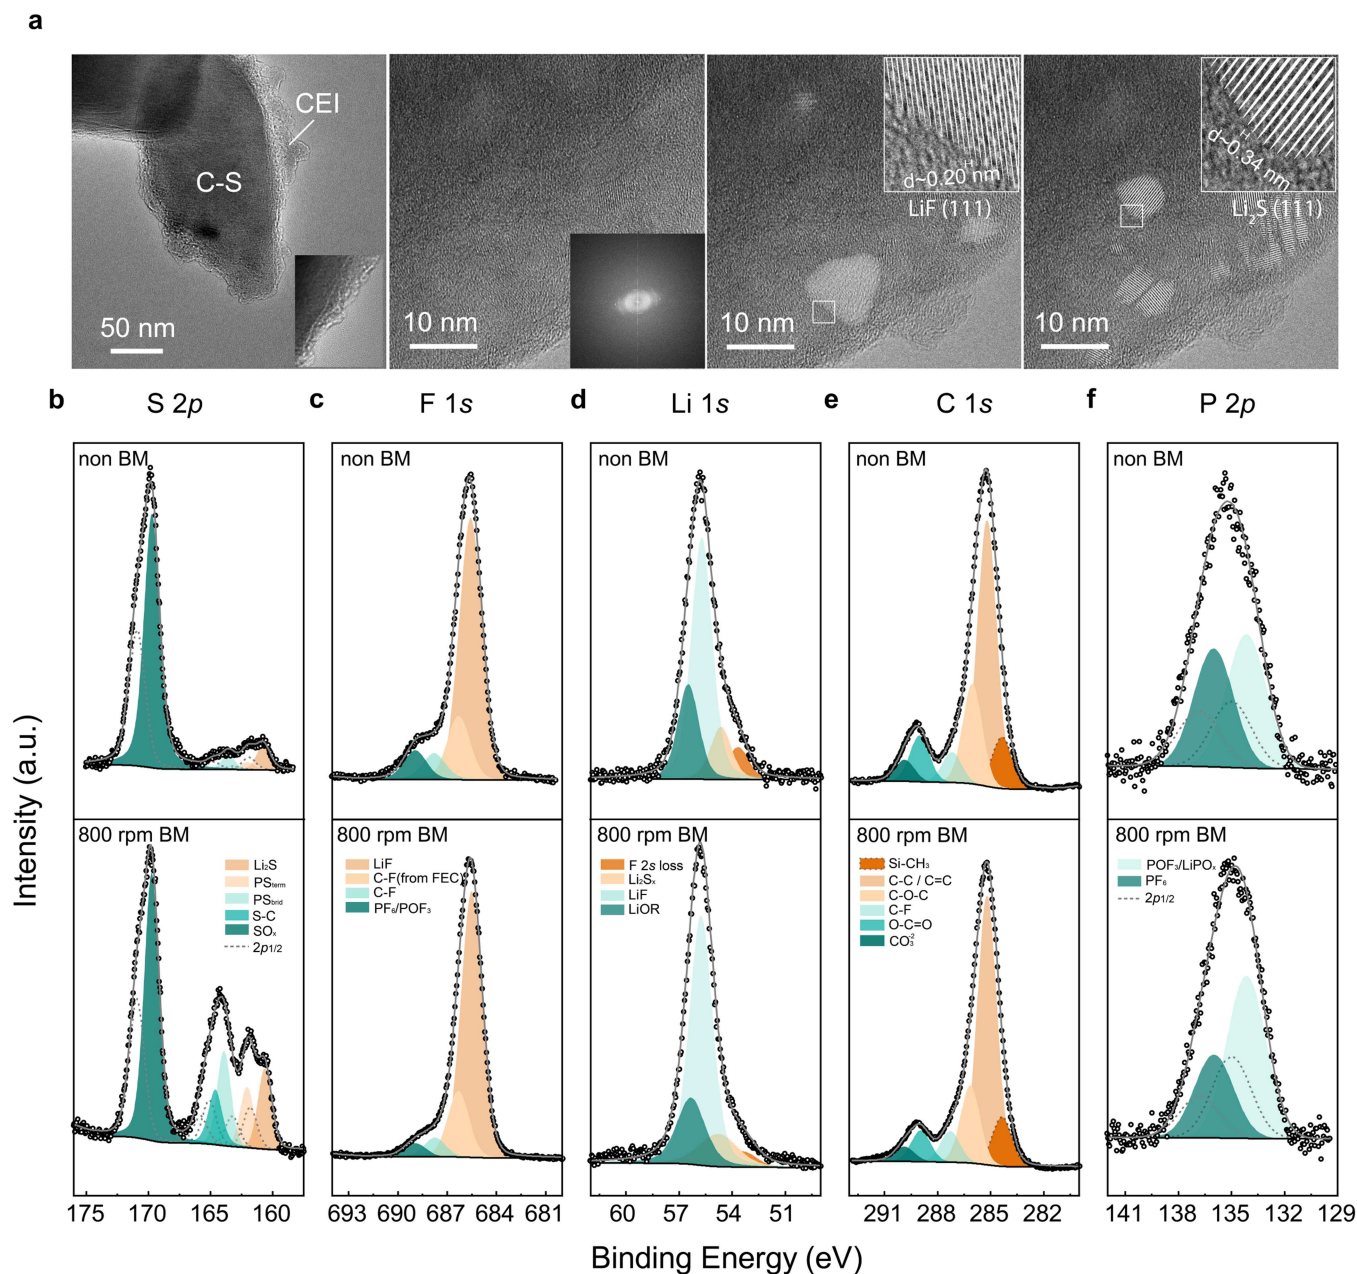 a
CEI
C-S
50 nm
10 nm
d~0.20 nm
LiF (111)
10 nm
d~0.34 nm
Li₂S (111)
10 nm
b S 2p
c F 1s
d Li 1s
e C 1s
f P 2p
Intensity (a.u.)
non BM
non BM
non BM
non BM
non BM
800 rpm BM
Li₂S
PSterm
PSbrid
S-C
SOₓ
2p1/2
800 rpm BM
LiF
C-F(from FEC)
C-F
PF₆/POF₃
800 rpm BM
F 2s loss
Li₂Sₓ
LiF
LiOR
800 rpm BM
Si-CH₃
C-C / C=C
C-O-C
C-F
O-C=O
CO₃⁻²
800 rpm BM
POF₃/LiPOₓ
PF₆
2p1/2
175 170 165 160
693 690 687 684 681
60 57 54 51
291 288 285 282
141 138 135 132 129
Binding Energy (eV)